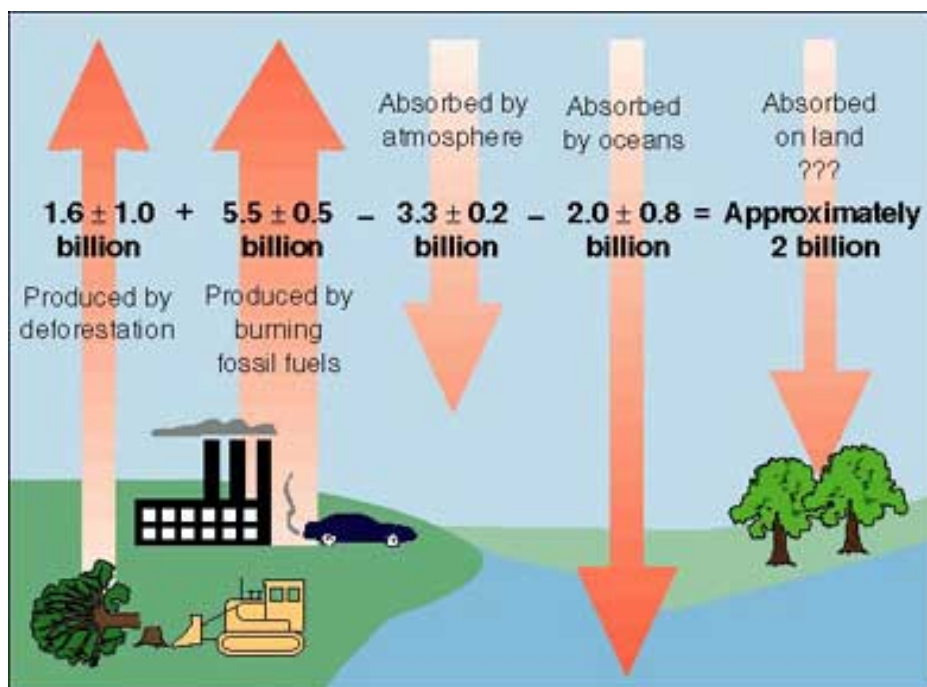 Absorbed by
atmosphere
Absorbed
by oceans
Absorbed
on land
???
1.6 ± 1.0 + 5.5 ± 0.5 – 3.3 ± 0.2 – 2.0 ± 0.8 = Approximately
billion billion billion billion 2 billion
Produced by
deforestation
Produced by
burning
fossil fuels